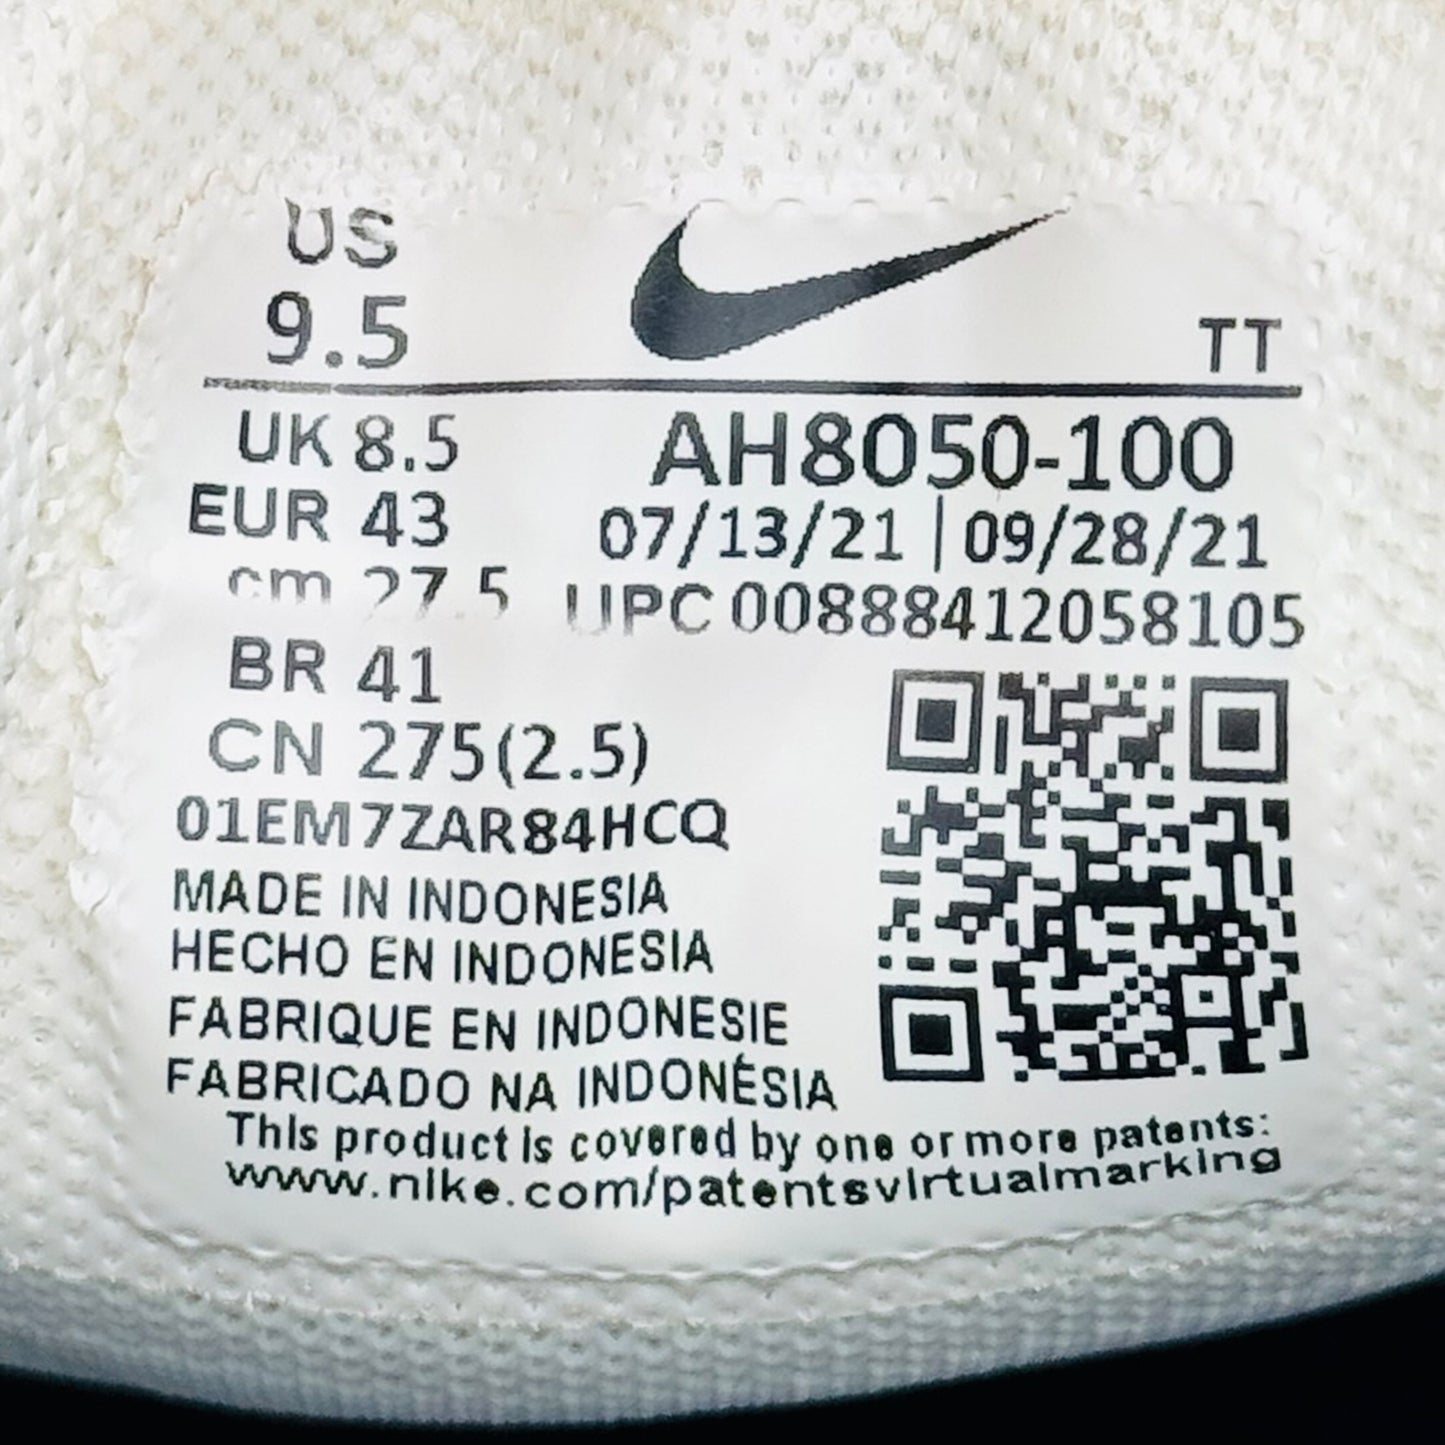 US
9.5
TT
UK 8.5
EUR 43
cm 27.5
BR 41
CN 275(2.5)
AH8050-100
07/13/21 | 09/28/21
UPC 00888412058105
01EM7ZAR84HCQ
MADE IN INDONESIA
HECHO EN INDONESIA
FABRIQUE EN INDONESIE
FABRICADO NA INDONÉSIA
This product is covered by one or more patents:
www.nike.com/patentsvirtualmarking